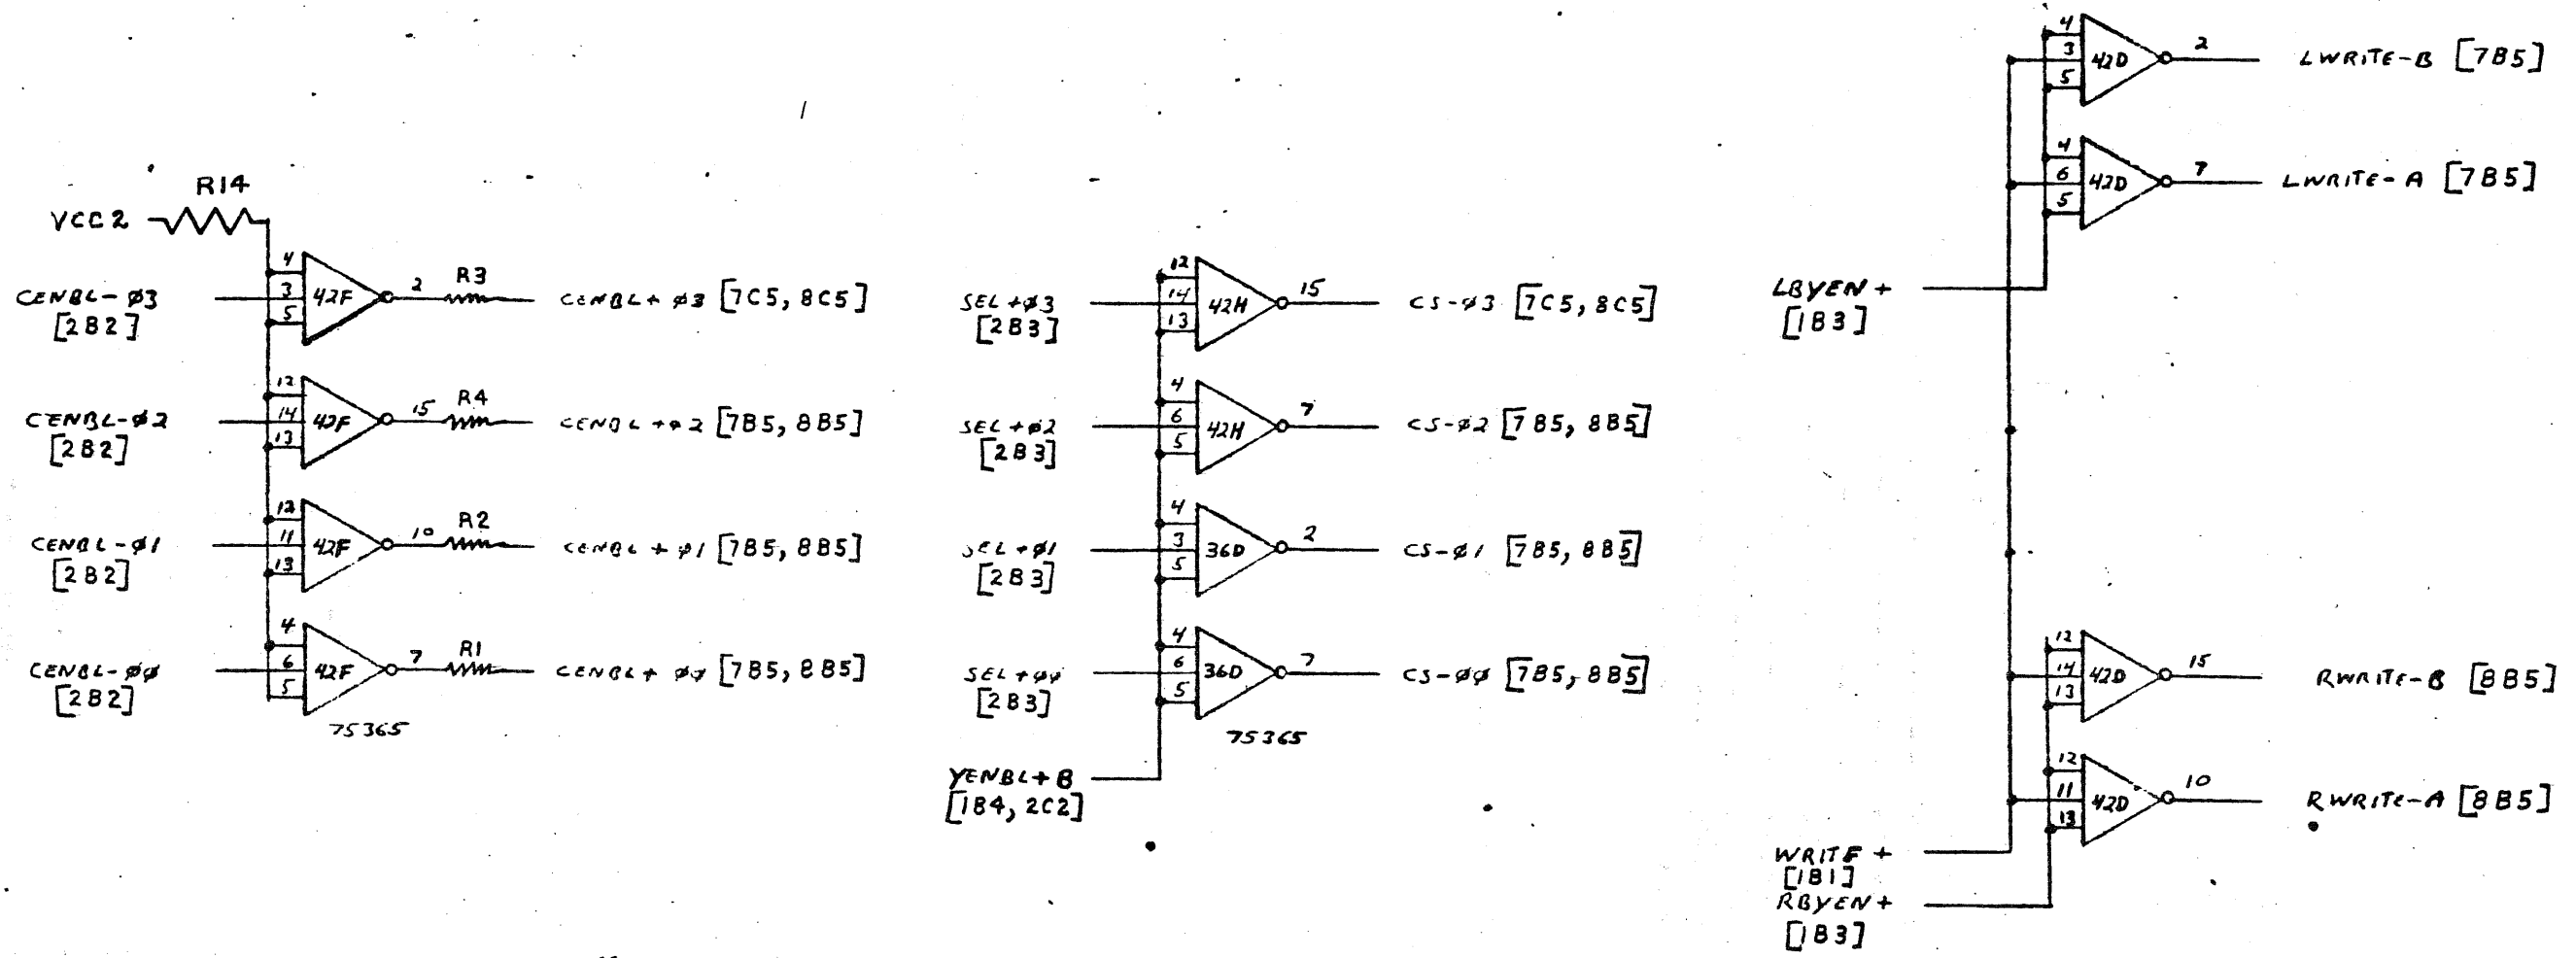 R14
VCC2
CENBL-Ø3
[2B2]
4
3
5
42F
2
R3
CENBL+Ø3 [7C5, 8C5]
CENBL-Ø2
[2B2]
12
14
13
42F
15
R4
CENBL+Ø2 [7B5, 8B5]
CENBL-Ø1
[2B2]
12
11
13
42F
10
R2
CENBL+Ø1 [7B5, 8B5]
CENBL-ØØ
[2B2]
4
6
5
42F
7
R1
CENBL+ØØ [7B5, 8B5]
75365
SEL+Ø3
[2B3]
12
14
13
42H
15
CS-Ø3 [7C5, 8C5]
SEL+Ø2
[2B3]
4
6
5
42H
7
CS-Ø2 [7B5, 8B5]
SEL+Ø1
[2B3]
4
3
5
36D
2
CS-Ø1 [7B5, 8B5]
SEL+ØØ
[2B3]
4
6
5
36D
7
CS-ØØ [7B5, 8B5]
75365
YENBL+B
[1B4, 2C2]
4
3
5
42D
2
LWRITE-B [7B5]
4
6
5
42D
7
LWRITE-A [7B5]
LBYEN+
[1B3]
12
14
13
42D
15
RWRITE-B [8B5]
12
11
13
42D
10
RWRITE-A [8B5]
WRITE +
[1B1]
RBYEN+
[1B3]